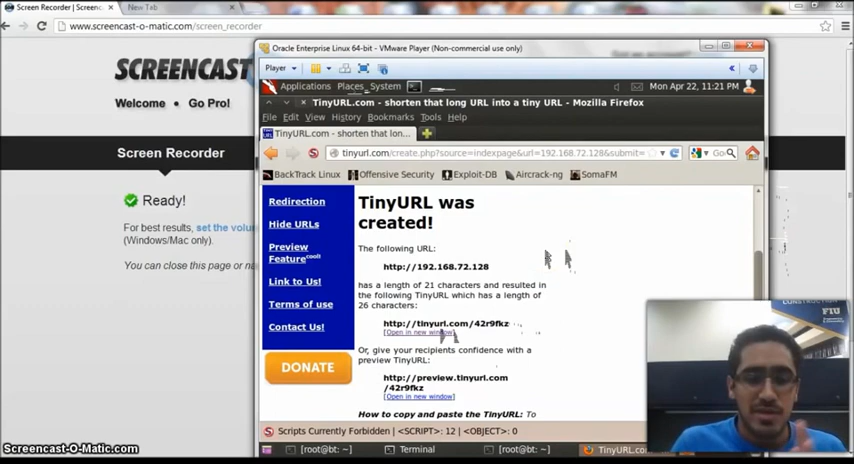 Screen Recorder | Screenc
New Tab
www.screencast-o-matic.com/screen_recorder
SCREENCAST
Welcome • Go Pro!
Screen Recorder
Ready!
For best results, set the volu
(Windows/Mac only).
You can close this page or na
Oracle Enterprise Linux 64-bit - VMware Player (Non-commercial use only)
Player
Applications Places System
Mon Apr 22, 11:21 PM
TinyURL.com - shorten that long URL into a tiny URL - Mozilla Firefox
File Edit View History Bookmarks Tools Help
TinyURL.com - shorten that lon...
tinyurl.com/create.php?source=indexpage&url=192.168.72.128&submit=
Goo
BackTrack Linux Offensive Security Exploit-DB Aircrack-ng SomaFM
Redirection
Hide URLs
Preview
Feature cool!
Link to Us!
Terms of use
Contact Us!
DONATE
TinyURL was
created!
The following URL:
http://192.168.72.128
has a length of 21 characters and resulted in
the following TinyURL which has a length of
26 characters:
http://tinyurl.com/42r9fkz
[Open in new window]
Or, give your recipients confidence with a
preview TinyURL:
http://preview.tinyurl.com
/42r9fkz
[Open in new window]
How to copy and paste the TinyURL: To
Scripts Currently Forbidden | <SCRIPT>: 12 | <OBJECT>: 0
[root@bt: ~]
Terminal
[root@bt: ~]
TinyURL.co
CONSTRUCTION
FIU
Screencast-O-Matic.com